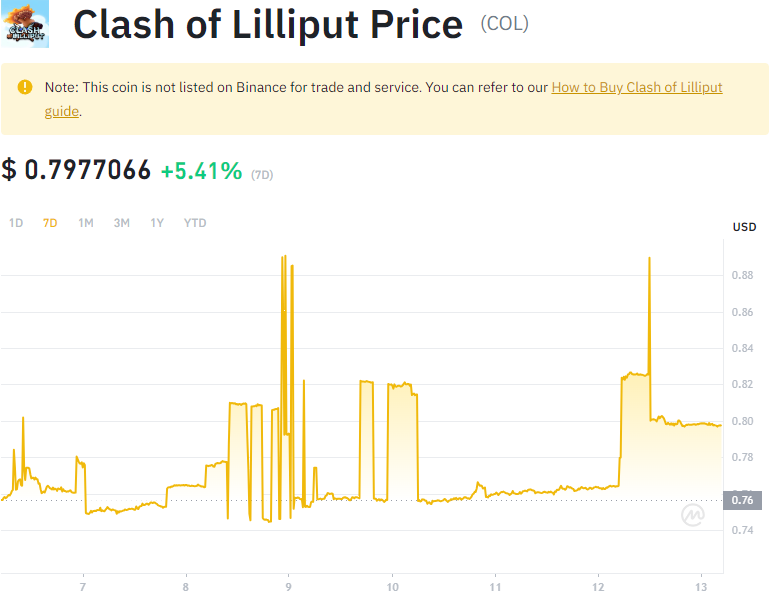 CLASH
LILLIPUT
Clash of Lilliput Price (COL)
Note: This coin is not listed on Binance for trade and service. You can refer to our How to Buy Clash of Lilliput
guide.
$ 0.7977066 +5.41% (7D)
1D 7D 1M 3M 1Y YTD
USD
0.88
0.86
0.84
0.82
0.80
0.78
0.76
0.74
7 8 9 10 11 12 13